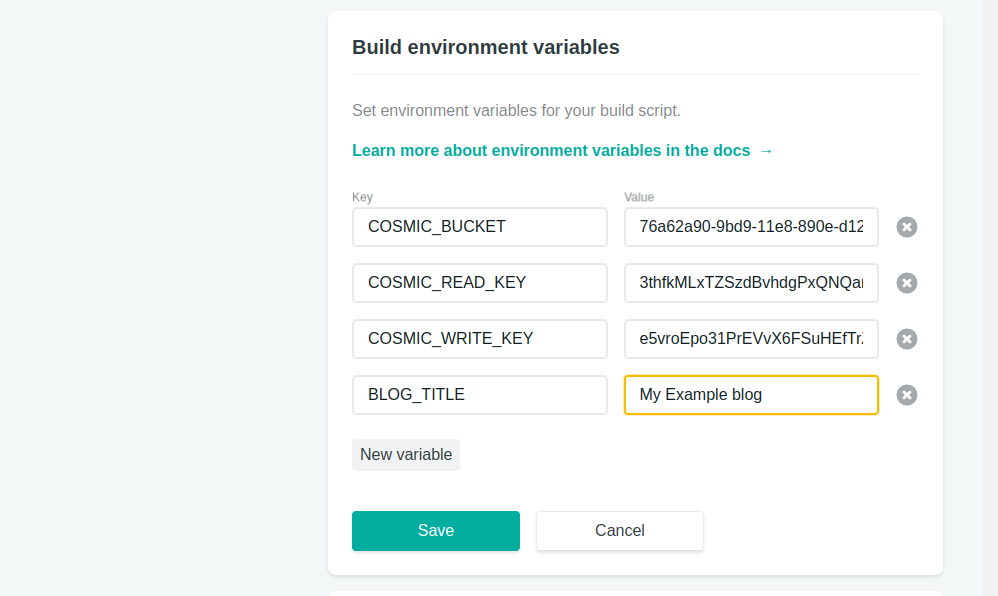 Build environment variables
Set environment variables for your build script.
Learn more about environment variables in the docs →
Key Value
COSMIC_BUCKET 76a62a90-9bd9-11e8-890e-d12
COSMIC_READ_KEY 3thfkMLxTZSzdBvhdgPxQNQa
COSMIC_WRITE_KEY e5vroEpo31PrEVvX6FSuHEfTr
BLOG_TITLE My Example blog
New variable
Save Cancel